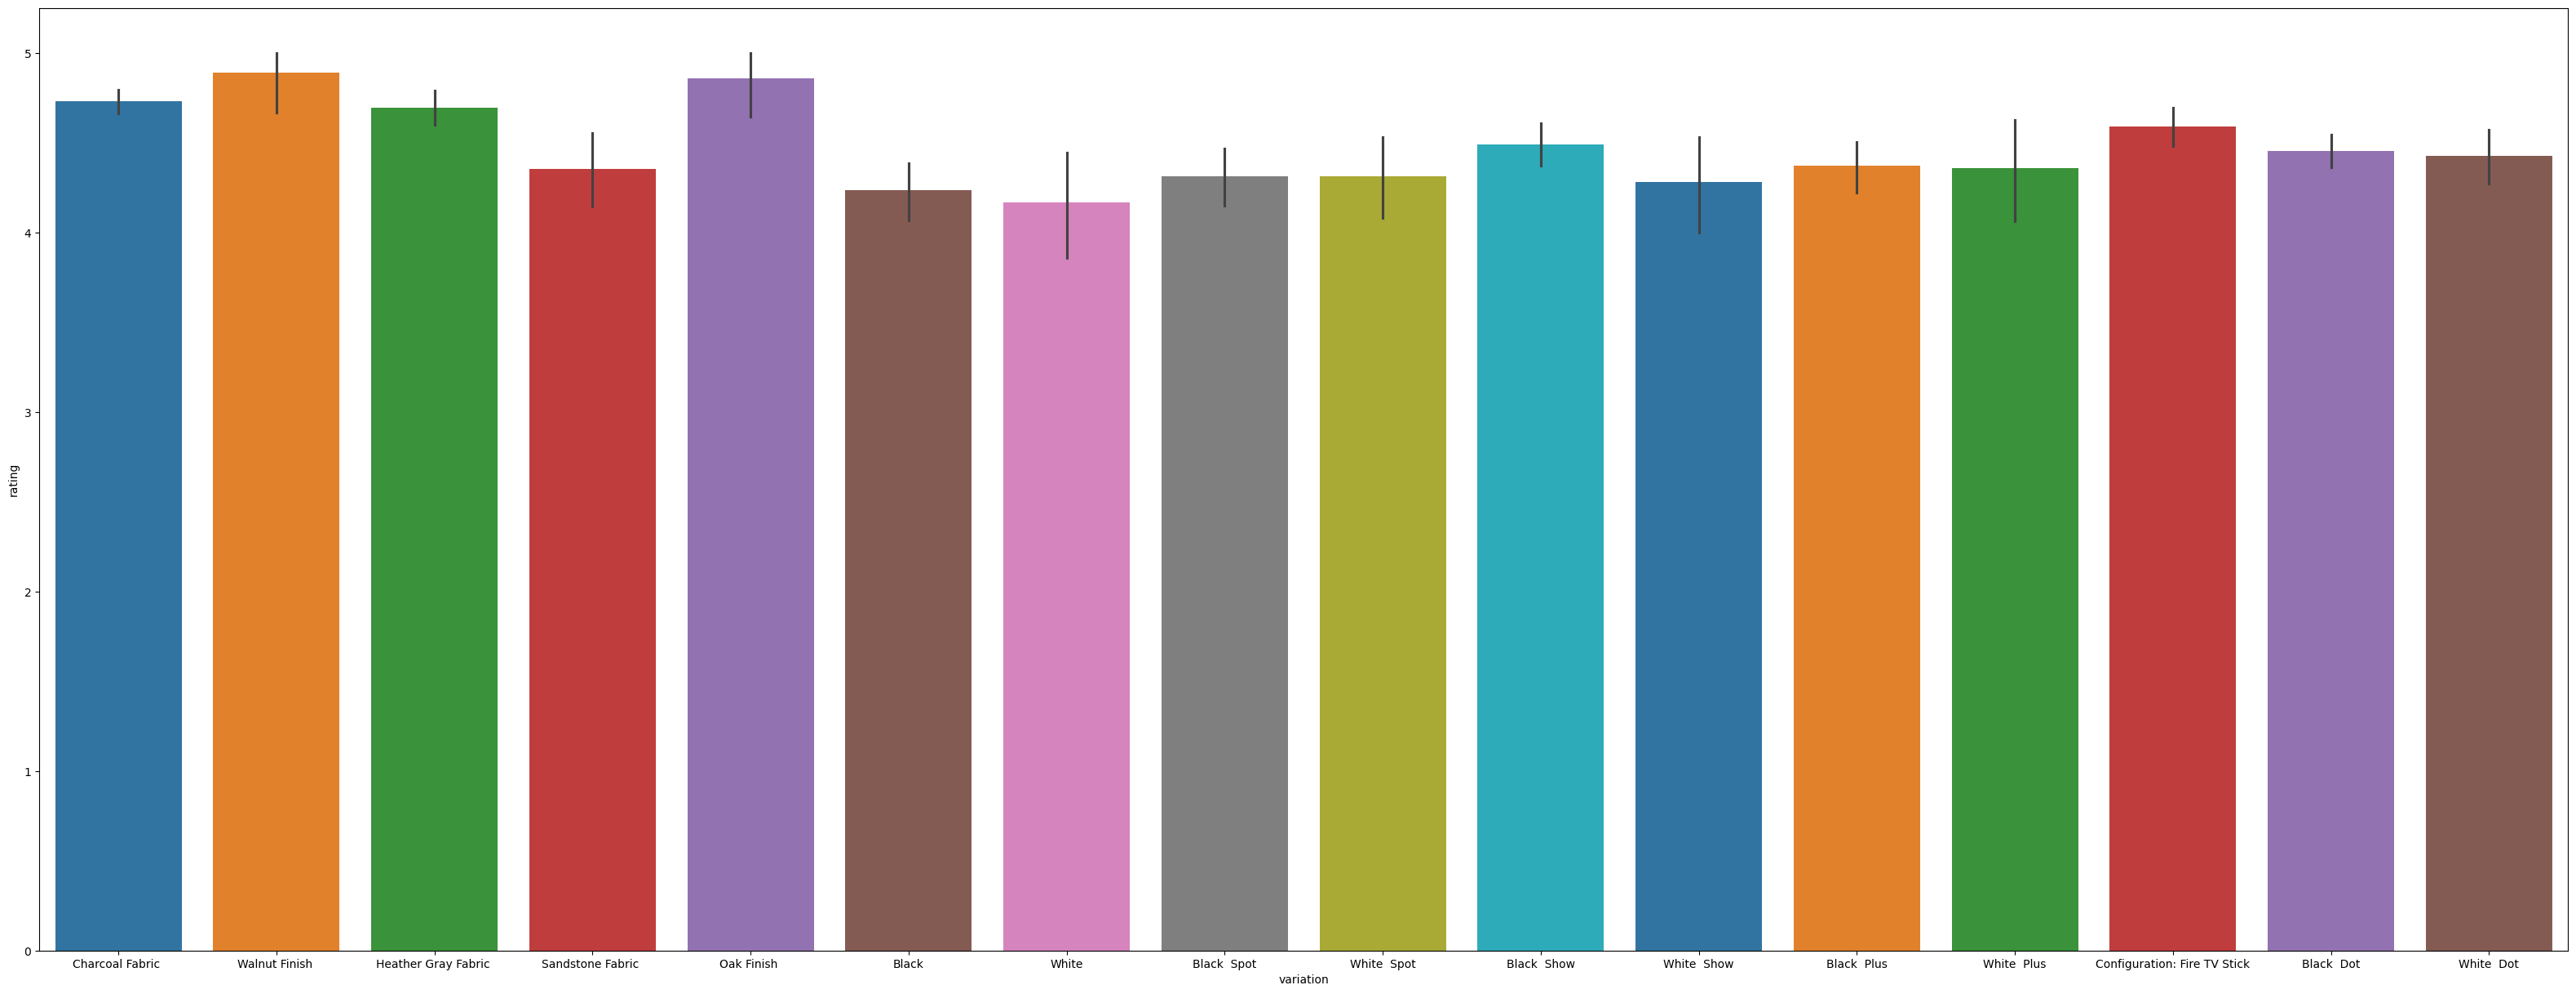 5
4
3
2
1
0
rating
Charcoal Fabric
Walnut Finish
Heather Gray Fabric
Sandstone Fabric
Oak Finish
Black
White
Black  Spot
White  Spot
Black  Show
White  Show
Black  Plus
White  Plus
Configuration: Fire TV Stick
Black  Dot
White  Dot
variation